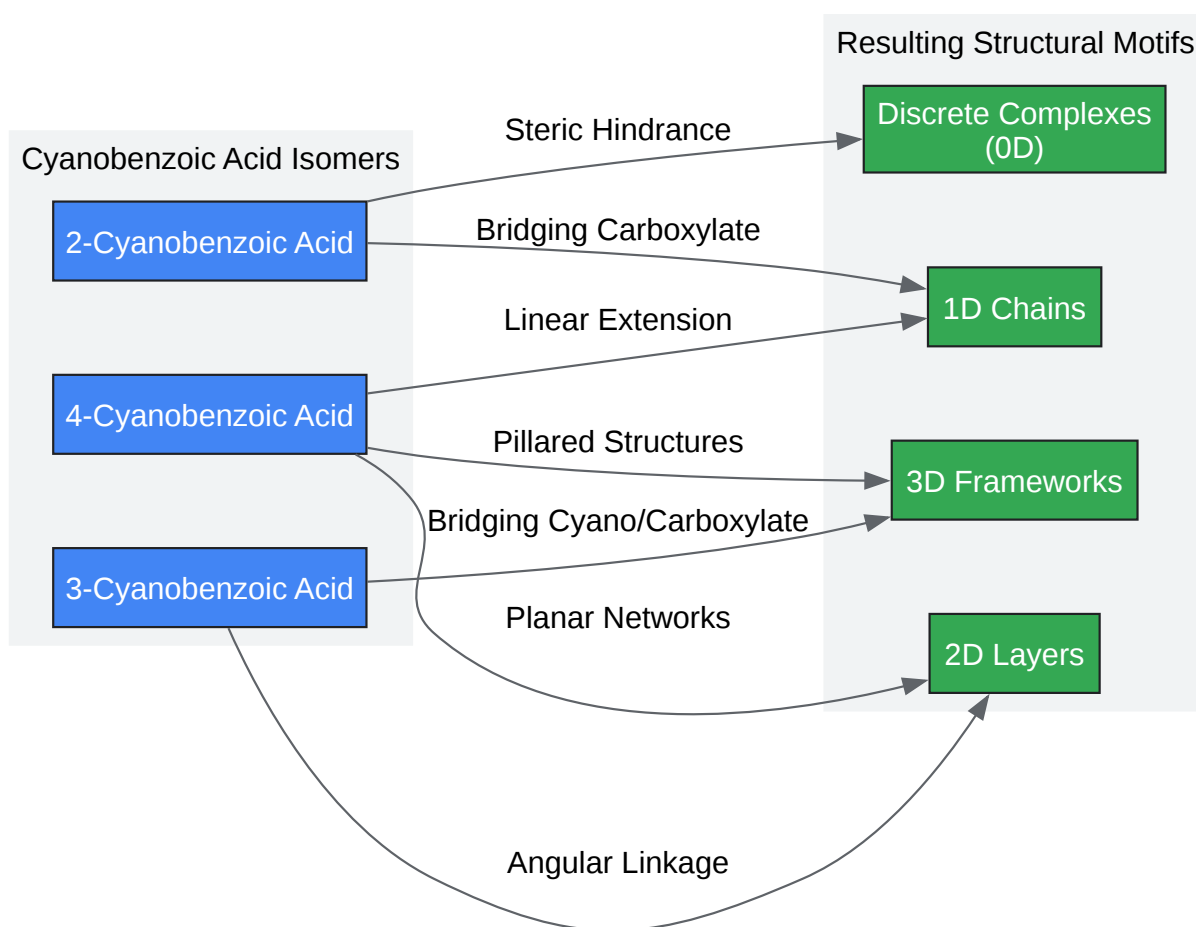 Resulting Structural Motifs
Discrete Complexes
(0D)
Steric Hindrance
Cyanobenzoic Acid Isomers
2-Cyanobenzoic Acid
Bridging Carboxylate
1D Chains
Linear Extension
4-Cyanobenzoic Acid
Pillared Structures
3D Frameworks
Bridging Cyano/Carboxylate
3-Cyanobenzoic Acid
Planar Networks
2D Layers
Angular Linkage